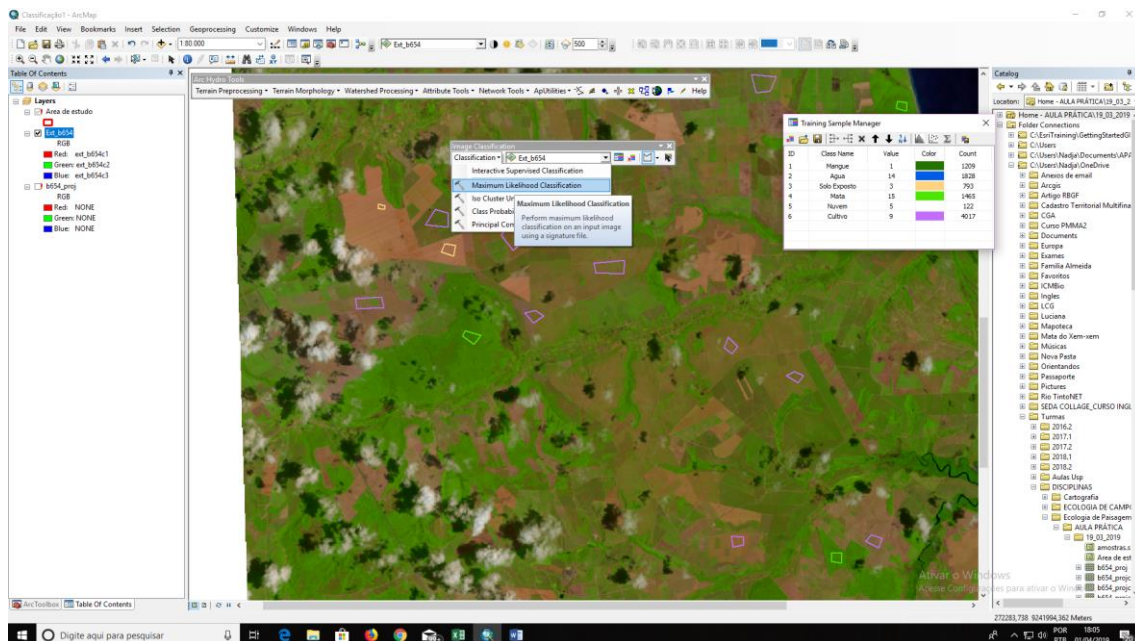 Classificação1 - ArcMap
File Edit View Bookmarks Insert Selection Geoprocessing Customize Windows Help
1:80.000
Ext_b654
500
Table Of Contents
Layers
Area de estudo
Ext_b654
RGB
Red: ext_b654c1
Green: ext_b654c2
Blue: ext_b654c3
b654_proj
RGB
Red: NONE
Green: NONE
Blue: NONE
Arc Hydro Tools
Terrain Preprocessing Terrain Morphology Watershed Processing Attribute Tools Network Tools ApUtilities Help
Image Classification
Classification Ext_b654
Interactive Supervised Classification
Maximum Likelihood Classification
Iso Cluster Un
Class Probabi
Principal Com
Maximum Likelihood Classification
Perform maximum likelihood
classification on an input image
using a signature file.
Training Sample Manager
ID Class Name Value Color Count
1 Mangue 1 1209
2 Agua 14 1828
3 Solo Exposto 3 793
4 Mata 15 1465
5 Nuvem 5 122
6 Cultivo 9 4017
Catalog
Location: Home - AULA PRÁTICA\19_03_2
Home - AULA PRÁTICA\19_03_2019
Folder Connections
C:\EsriTraining\GettingStartedGI
C:\Users
C:\Users\Nadja\Documents\APA
C:\Users\Nadja\OneDrive
Anexos de email
Arcgis
Artigo RBGF
Cadastro Territorial Multifina
CGA
Curso PMMA2
Documents
Europa
Exames
Familia Almeida
Favoritos
ICMBio
Ingles
LCG
Luciana
Mapoteca
Mata do Xem-xem
Músicas
Nova Pasta
Orientandos
Passaporte
Pictures
Rio TintoNET
SEDA COLLAGE_CURSO INGL
Turmas
2016.2
2017.1
2017.2
2018.1
2018.2
Aulas Usp
DISCIPLINAS
Cartografia
ECOLOGIA DE CAMPO
Ecologia de Paisagem
AULA PRÁTICA
19_03_2019
amostras.s
Area de est
b654_proj
b654_projc
b654_projc
Ativar o Windows
Acesse Configurações para ativar o Windows.
ArcToolbox Table Of Contents
272283,738 9241994,362 Meters
Digite aqui para pesquisar
POR
PTB
18:05
01/04/2019